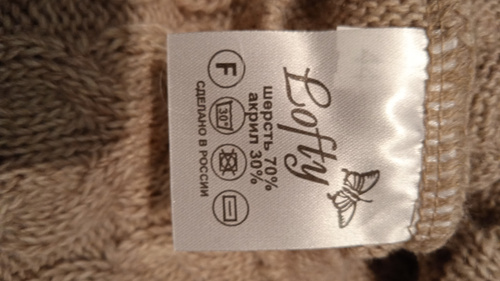 Lofty
шерсть 70%
акрил 30%
F
30°
СДЕЛАНО В РОССИИ